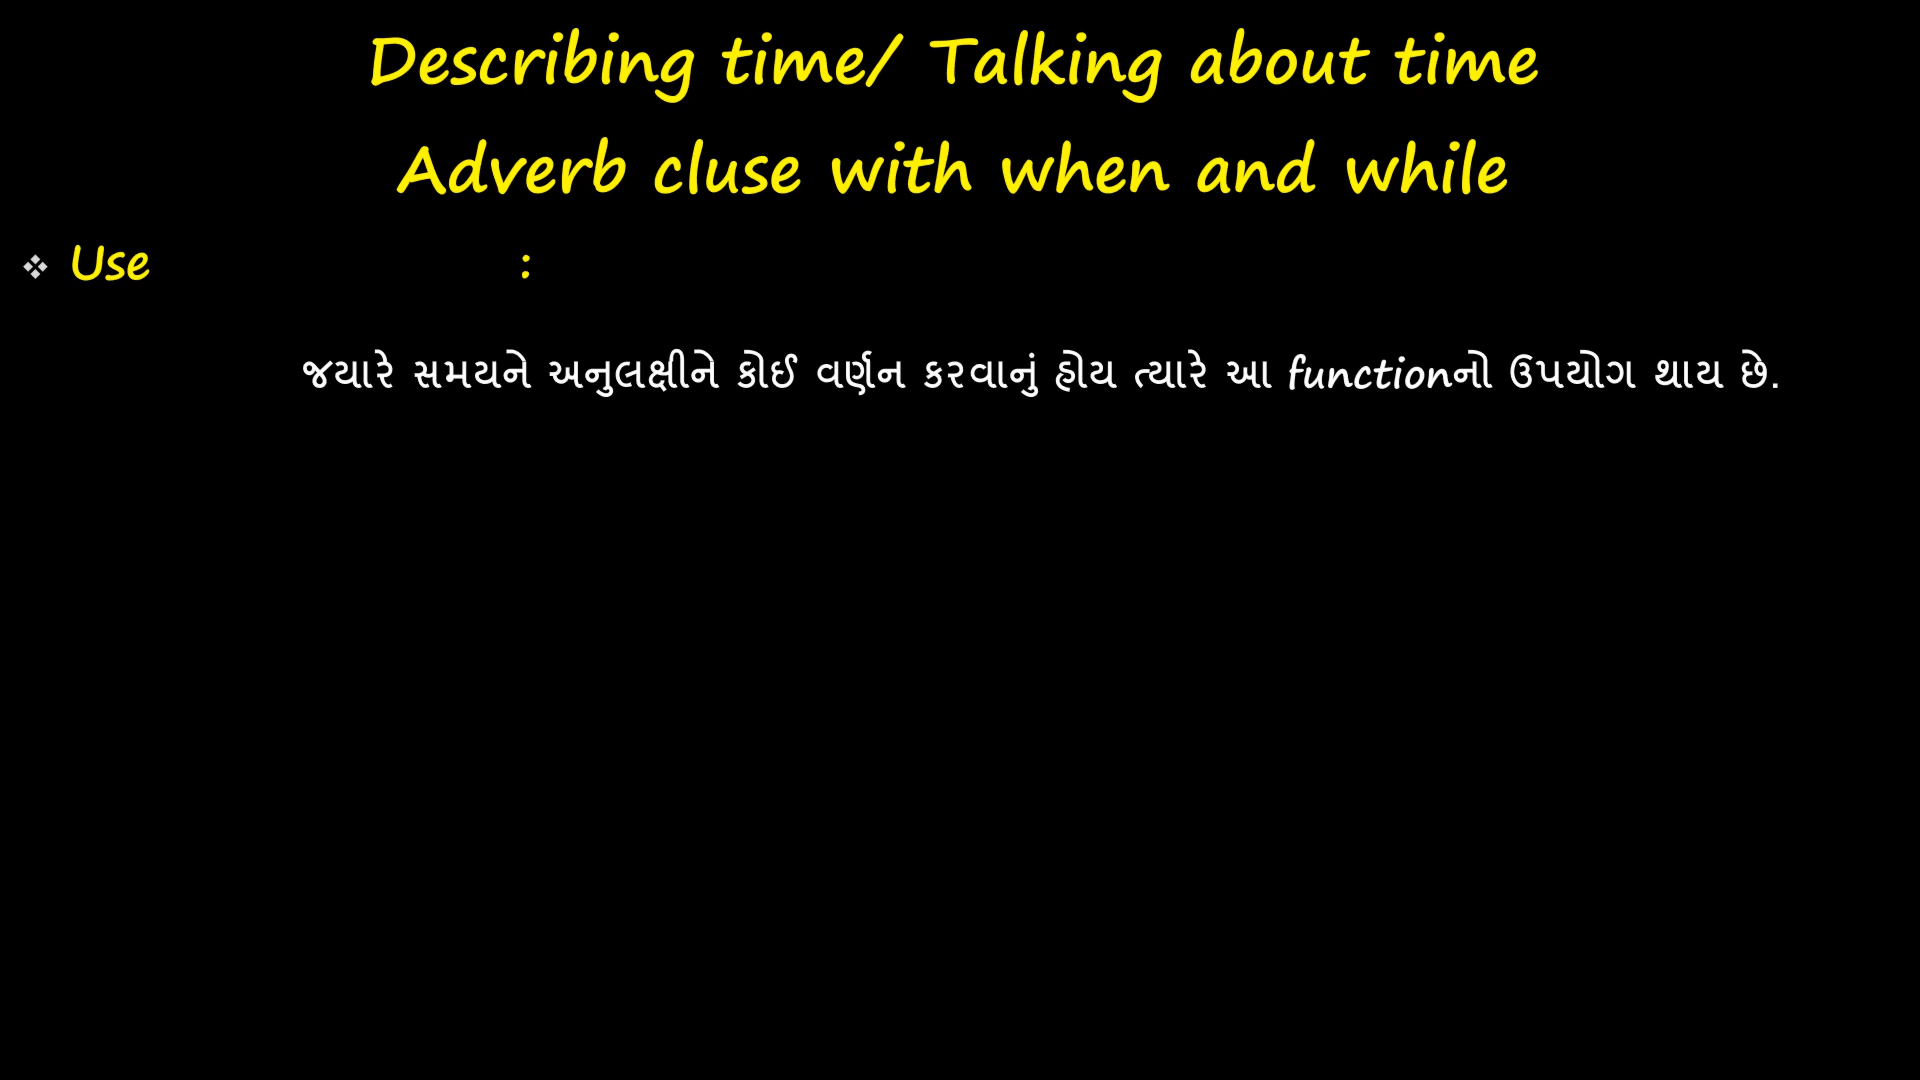 Describing time/ Talking about time
Adverb cluse with when and while
❖ Use :
જયારે સમયને અનુલક્ષીને કોઈ વર્ણન કરવાનું હોય ત્યારે આ functionનો ઉપયોગ થાય છે.